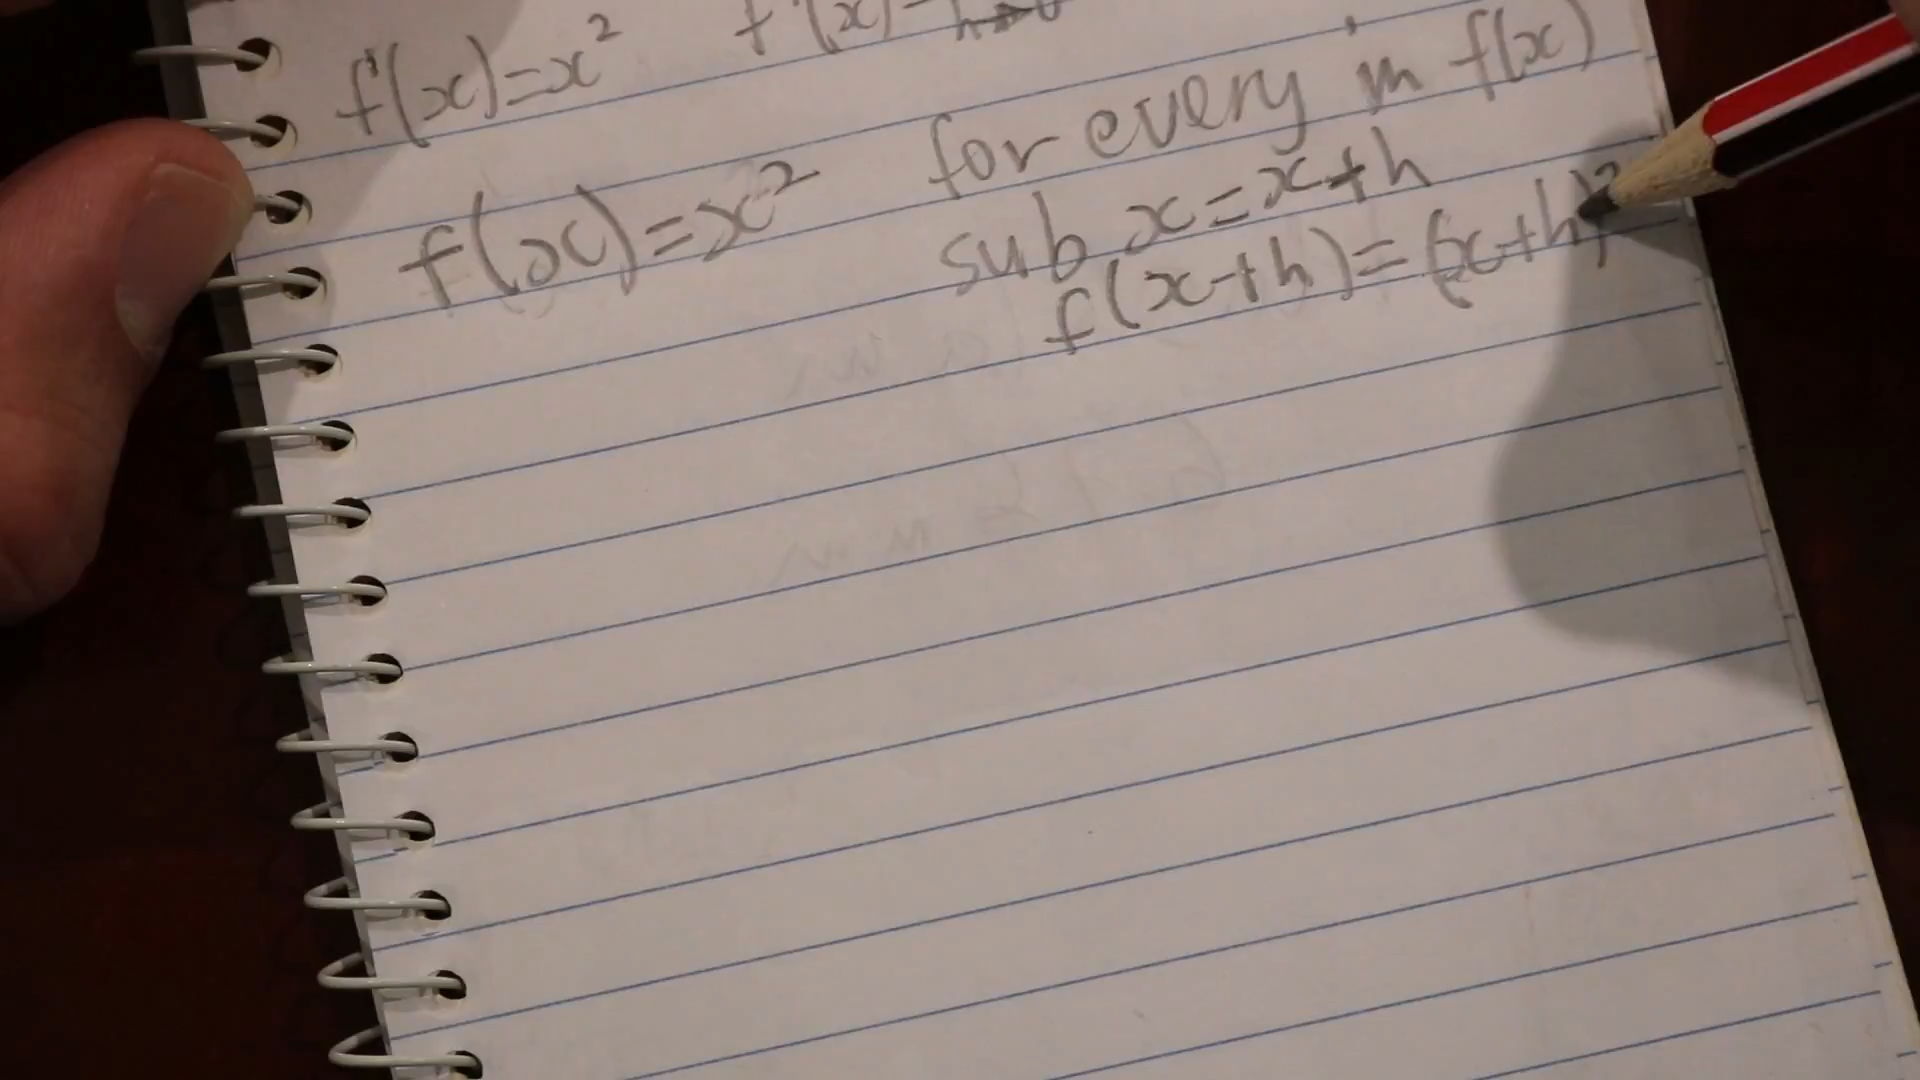 f(x)=x² f'(x)=
for every in f(x)
f(x)=x² sub x=x+h
f(x+h)=(x+h)²